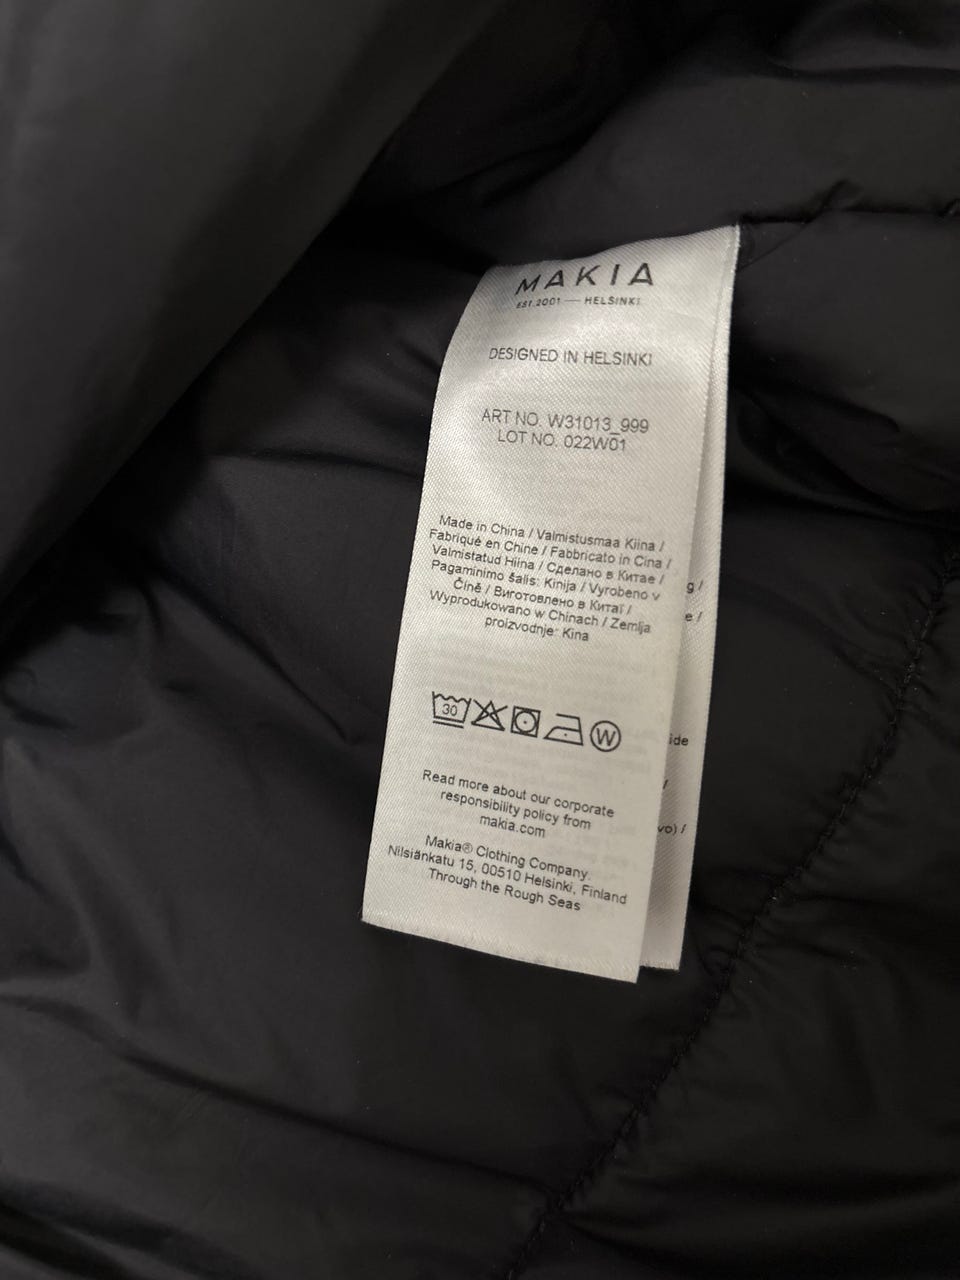 MAKIA
EST.2001 — HELSINKI
DESIGNED IN HELSINKI
ART NO. W31013_999
LOT NO. 022W01
Made in China / Valmistusmaa Kiina /
Fabriqué en Chine / Fabbricato in Cina /
Valmistatud Hiina / Сделано в Китае /
Pagaminimo šalis: Kinija / Vyrobeno v
Číně / Виготовлено в Китаї /
Wyprodukowano w Chinach / Zemlja
proizvodnje: Kina
30
W
Read more about our corporate
responsibility policy from
makia.com
Makia® Clothing Company.
Nilsiänkatu 15, 00510 Helsinki, Finland
Through the Rough Seas
g /
e /
ide
/
vo) /